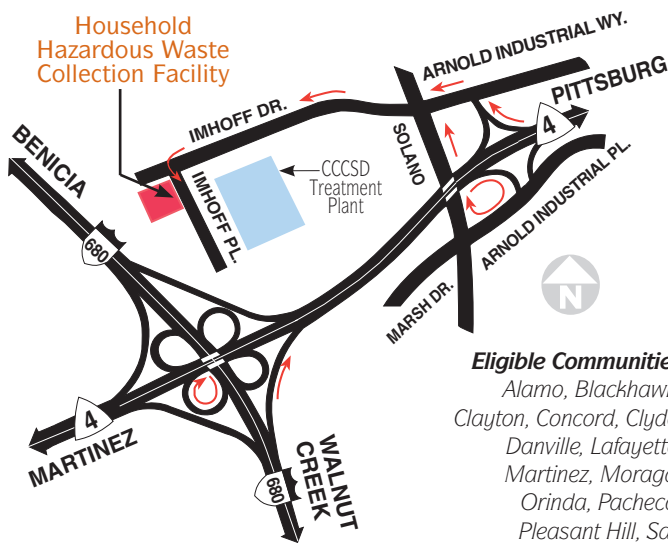 Household
Hazardous Waste
Collection Facility
ARNOLD INDUSTRIAL WY.
PITTSBURG
4
IMHOFF DR.
SOLANO
BENICIA
CCCSD
Treatment
Plant
IMHOFF PL.
ARNOLD INDUSTRIAL PL.
680
MARSH DR.
N
4
MARTINEZ
WALNUT
CREEK
680
Eligible Communitie
Alamo, Blackhaw
Clayton, Concord, Clyd
Danville, Lafayett
Martinez, Morag
Orinda, Pachec
Pleasant Hill, Sa